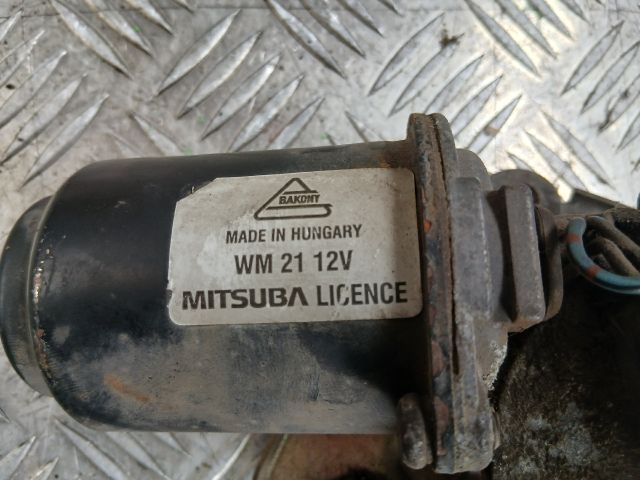 BAKONY
MADE IN HUNGARY
WM 21 12V
MITSUBA LICENCE